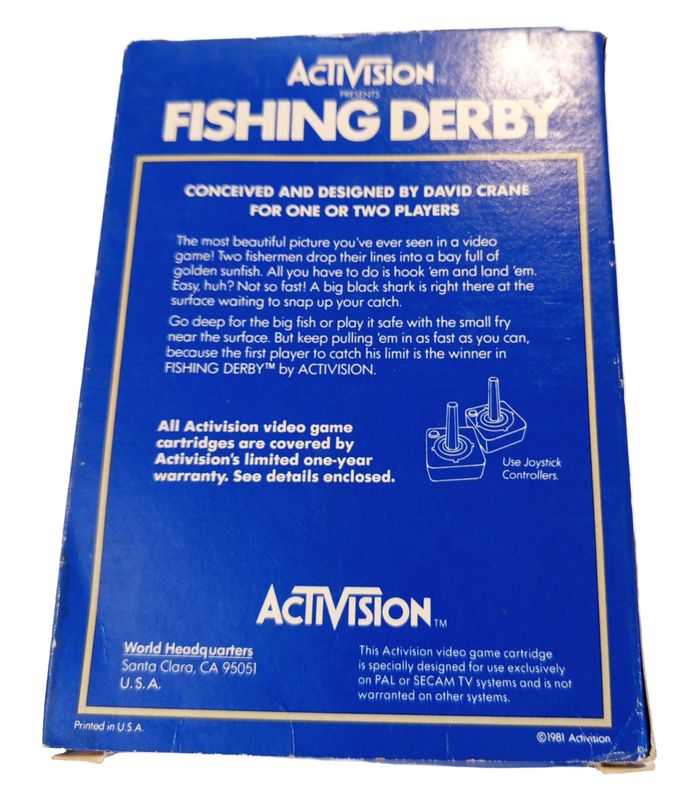 ACTIVISION™
PRESENTS
FISHING DERBY
CONCEIVED AND DESIGNED BY DAVID CRANE
FOR ONE OR TWO PLAYERS
The most beautiful picture you've ever seen in a video
game! Two fishermen drop their lines into a bay full of
golden sunfish. All you have to do is hook 'em and land 'em.
Easy, huh? Not so fast! A big black shark is right there at the
surface waiting to snap up your catch.
Go deep for the big fish or play it safe with the small fry
near the surface. But keep pulling 'em in as fast as you can,
because the first player to catch his limit is the winner in
FISHING DERBY™ by ACTIVISION.
All Activision video game
cartridges are covered by
Activision's limited one-year
warranty. See details enclosed.
Use Joystick
Controllers.
ACTIVISION™
World Headquarters
Santa Clara, CA 95051
U.S.A.
This Activision video game cartridge
is specially designed for use exclusively
on PAL or SECAM TV systems and is not
warranted on other systems.
Printed in U.S.A.
©1981 Activision